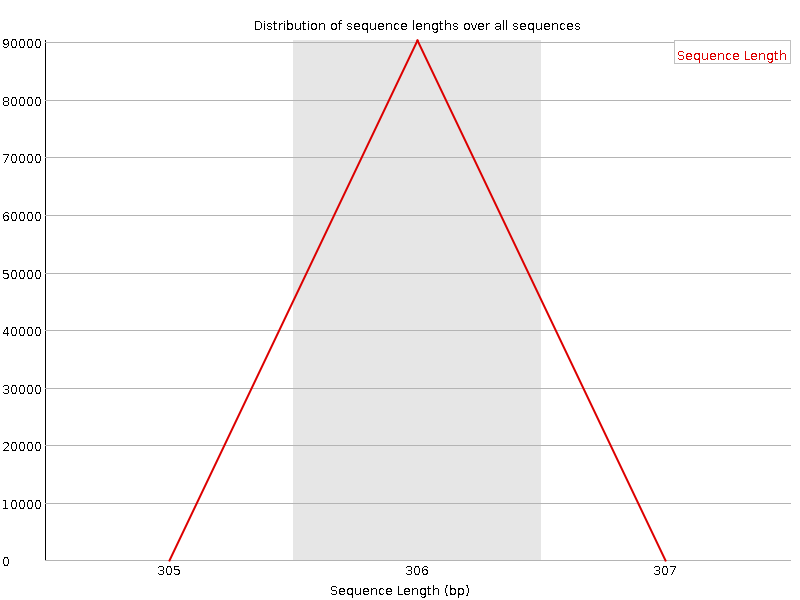 Distribution of sequence lengths over all sequences
Sequence Length
90000
80000
70000
60000
50000
40000
30000
20000
10000
0
305 306 307
Sequence Length (bp)